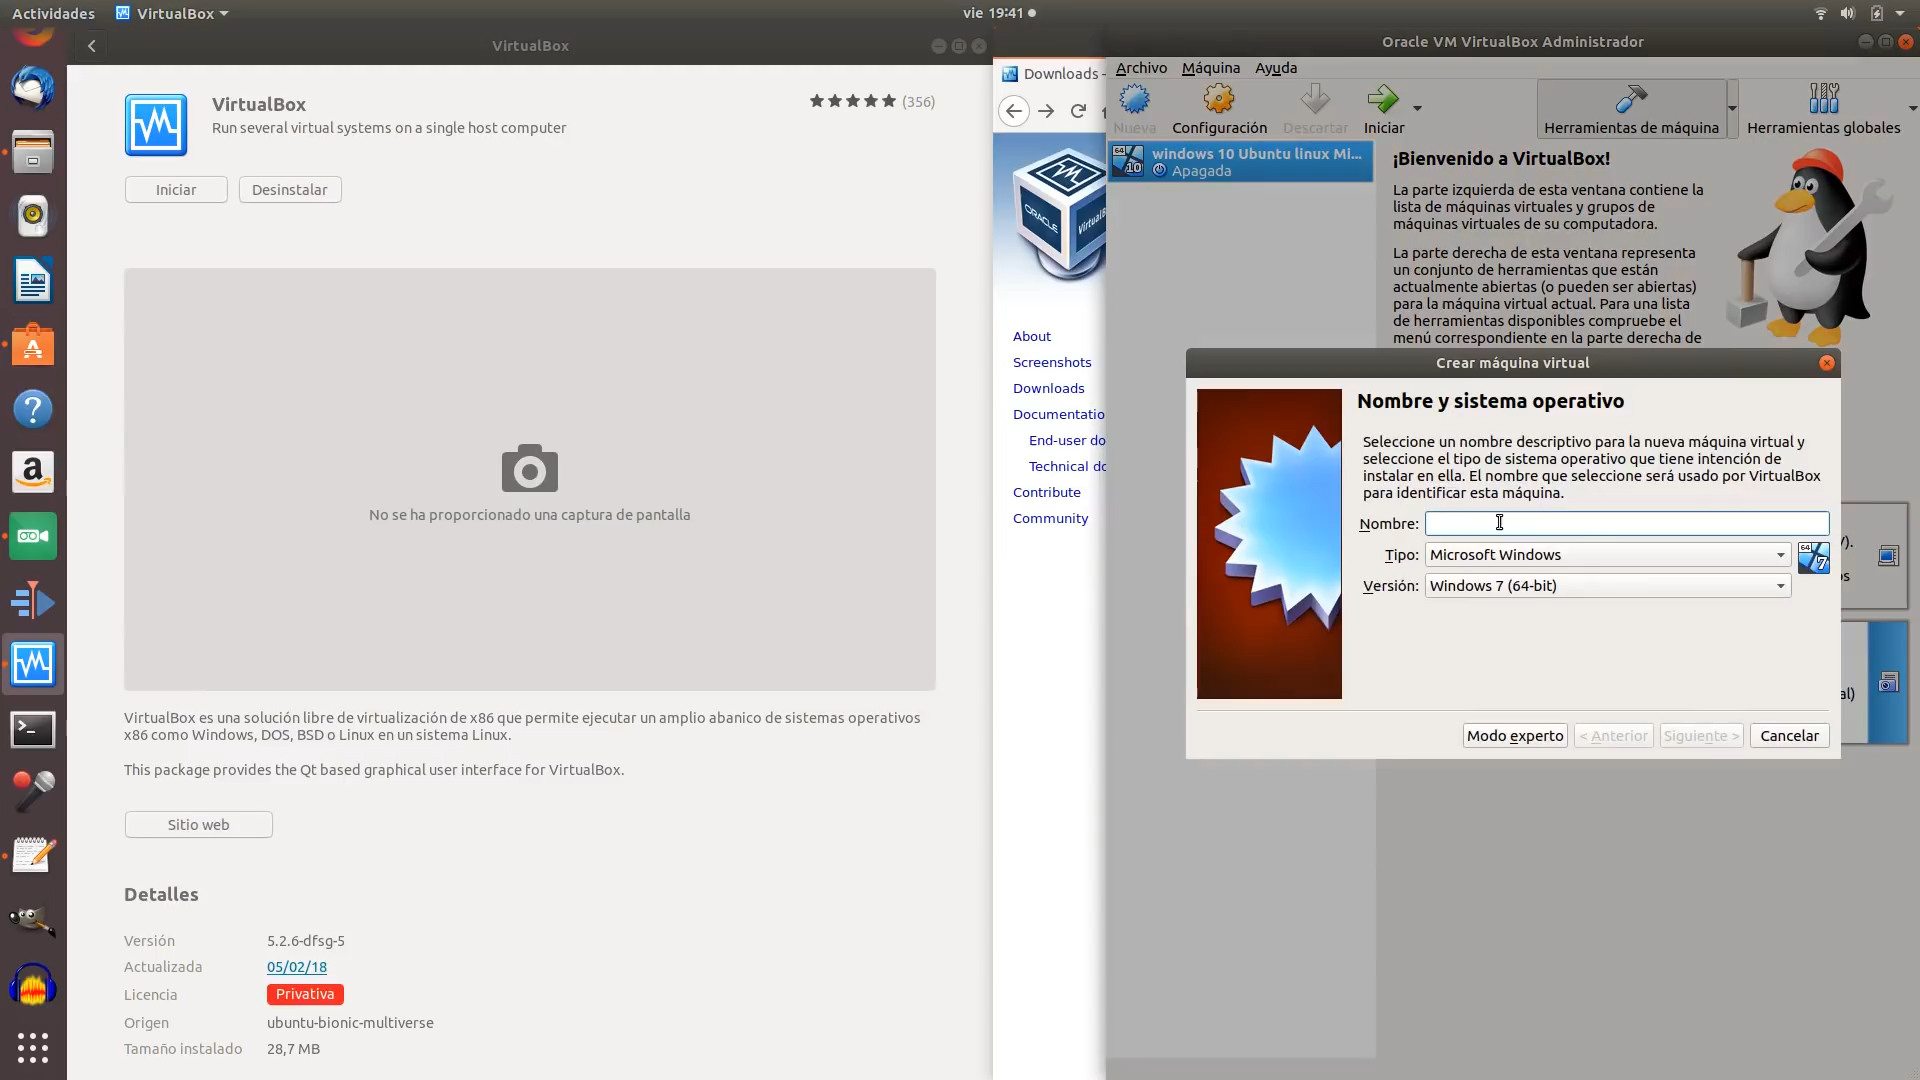 Actividades
VirtualBox
vie 19:41
VirtualBox
VirtualBox
Run several virtual systems on a single host computer
(356)
Iniciar
Desinstalar
No se ha proporcionado una captura de pantalla
VirtualBox es una solución libre de virtualización de x86 que permite ejecutar un amplio abanico de sistemas operativos
x86 como Windows, DOS, BSD o Linux en un sistema Linux.
This package provides the Qt based graphical user interface for VirtualBox.
Sitio web
Detalles
Versión 5.2.6-dfsg-5
Actualizada 05/02/18
Licencia Privativa
Origen ubuntu-bionic-multiverse
Tamaño instalado 28,7 MB
Downloads -
ORACLE
About
Screenshots
Downloads
Documentatio
End-user do
Technical do
Contribute
Community
Oracle VM VirtualBox Administrador
Archivo Máquina Ayuda
Nueva Configuración Descartar Iniciar Herramientas de máquina Herramientas globales
64
10
windows 10 Ubuntu linux Mi...
Apagada
¡Bienvenido a VirtualBox!
La parte izquierda de esta ventana contiene la
lista de máquinas virtuales y grupos de
máquinas virtuales de su computadora.
La parte derecha de esta ventana representa
un conjunto de herramientas que están
actualmente abiertas (o pueden ser abiertas)
para la máquina virtual actual. Para una lista
de herramientas disponibles compruebe el
menú correspondiente en la parte derecha de
Crear máquina virtual
Nombre y sistema operativo
Seleccione un nombre descriptivo para la nueva máquina virtual y
seleccione el tipo de sistema operativo que tiene intención de
instalar en ella. El nombre que seleccione será usado por VirtualBox
para identificar esta máquina.
Nombre:
Tipo: Microsoft Windows
64
7
Versión: Windows 7 (64-bit)
Modo experto < Anterior Siguiente > Cancelar